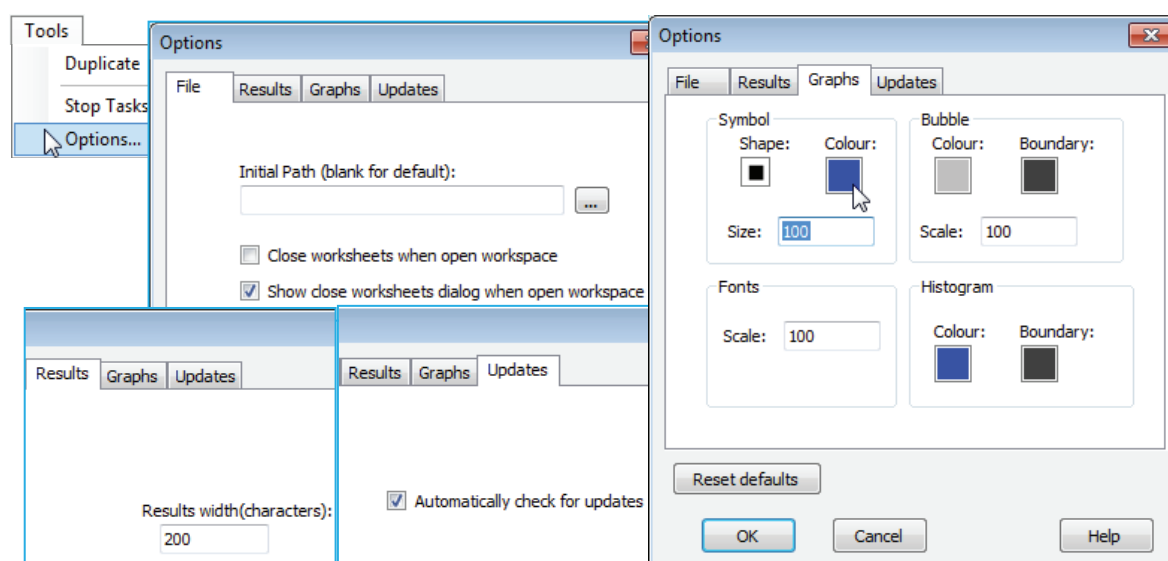 Tools
Duplicate
Stop Tasks
Options...
Options
File Results Graphs Updates
Initial Path (blank for default):
...
Close worksheets when open workspace
Show close worksheets dialog when open workspace
Results Graphs Updates
Results width(characters):
200
Results Graphs Updates
Automatically check for updates
Options
File Results Graphs Updates
Symbol
Shape: Colour:
Size: 100
Bubble
Colour: Boundary:
Scale: 100
Fonts
Scale: 100
Histogram
Colour: Boundary:
Reset defaults
OK Cancel Help